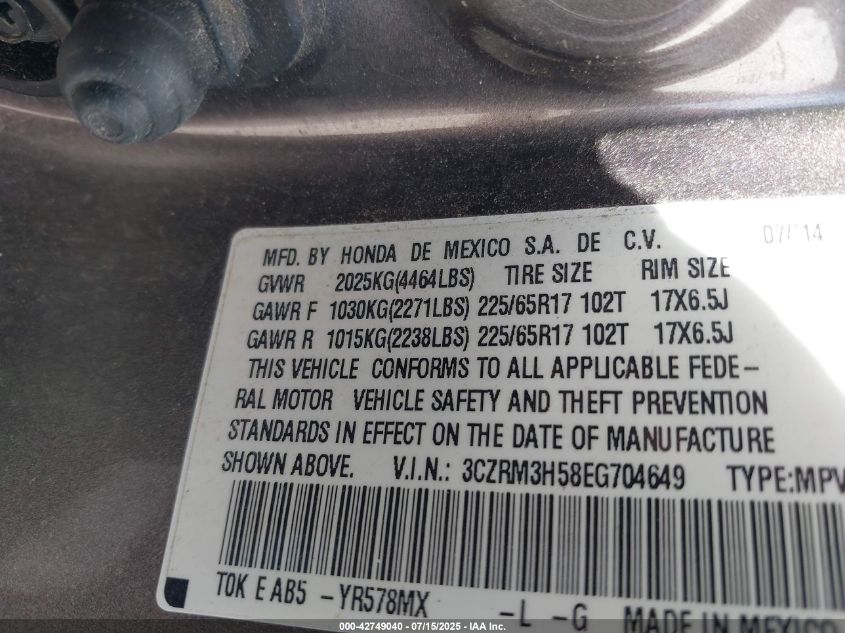 MFD. BY HONDA DE MEXICO S.A. DE C.V.
GVWR 2025KG(4464LBS) TIRE SIZE RIM SIZE
GAWR F 1030KG(2271LBS) 225/65R17 102T 17X6.5J
GAWR R 1015KG(2238LBS) 225/65R17 102T 17X6.5J
THIS VEHICLE CONFORMS TO ALL APPLICABLE FEDE-
RAL MOTOR VEHICLE SAFETY AND THEFT PREVENTION
STANDARDS IN EFFECT ON THE DATE OF MANUFACTURE
SHOWN ABOVE. V.I.N.: 3CZRM3H58EG704649 TYPE:MPV
TOK E AB5 -YR578MX -L -G MADE IN MEXICO
000-42749040 - 07/15/2025 - IAA Inc.